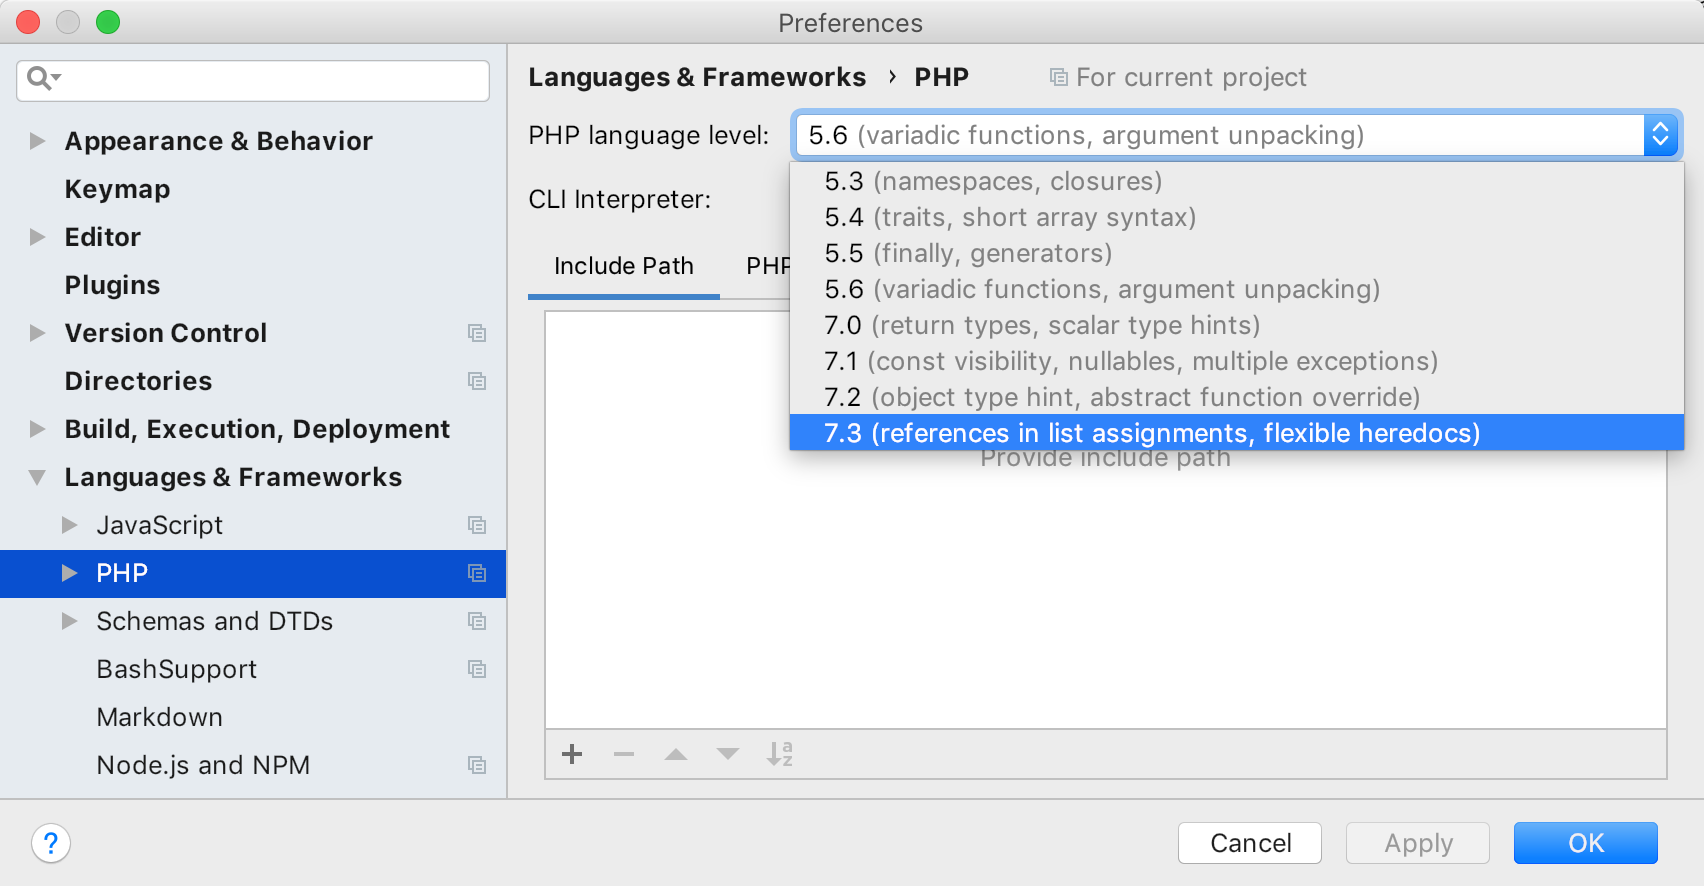 Preferences
Appearance & Behavior
Keymap
Editor
Plugins
Version Control
Directories
Build, Execution, Deployment
Languages & Frameworks
JavaScript
PHP
Schemas and DTDs
BashSupport
Markdown
Node.js and NPM
Languages & Frameworks › PHP For current project
PHP language level: 5.6 (variadic functions, argument unpacking)
5.3 (namespaces, closures)
5.4 (traits, short array syntax)
5.5 (finally, generators)
5.6 (variadic functions, argument unpacking)
7.0 (return types, scalar type hints)
7.1 (const visibility, nullables, multiple exceptions)
7.2 (object type hint, abstract function override)
7.3 (references in list assignments, flexible heredocs)
CLI Interpreter:
Include Path PHP
Provide include path
?
Cancel Apply OK